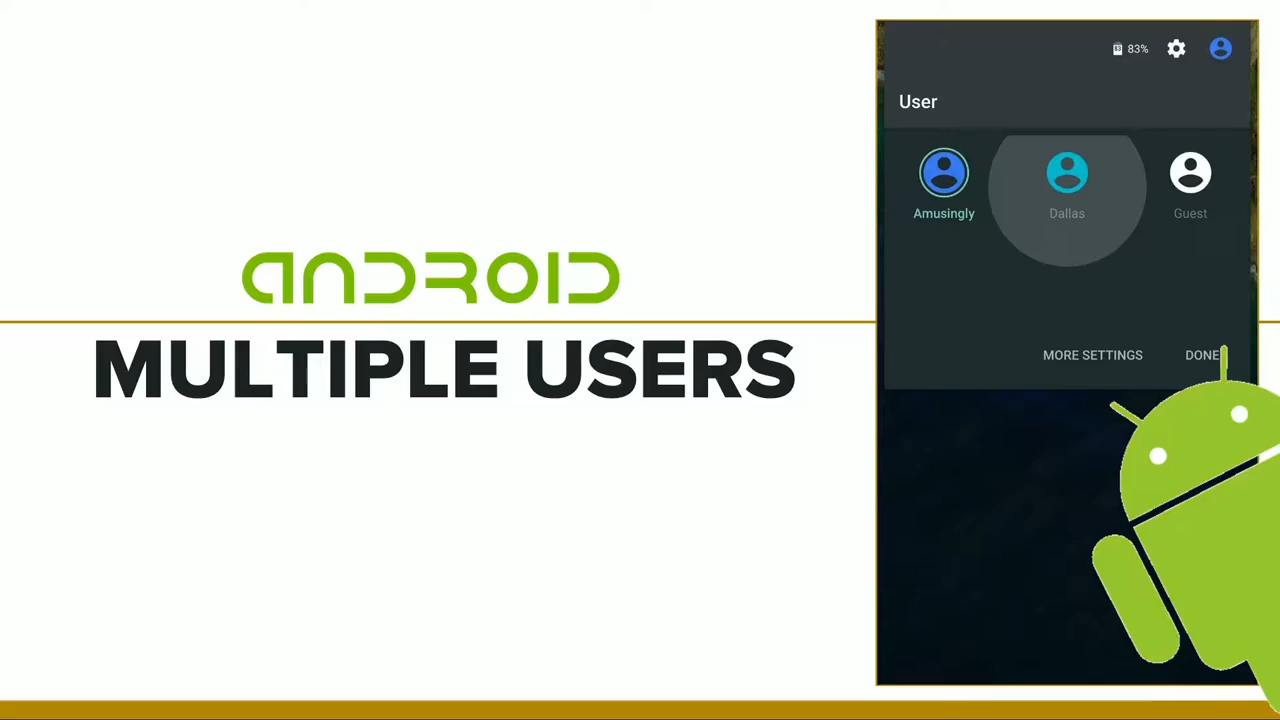 ANDROID
MULTIPLE USERS
83%
User
Amusingly
Dallas
Guest
MORE SETTINGS
DONE